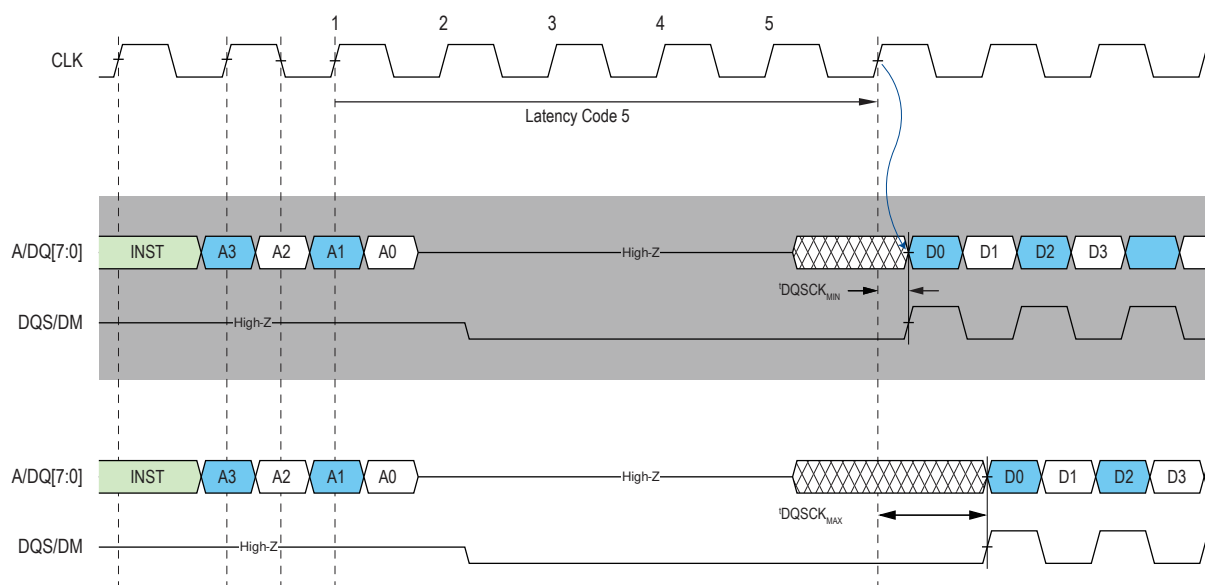 1 2 3 4 5
CLK
Latency Code 5
A/DQ[7:0] INST A3 A2 A1 A0 High-Z D0 D1 D2 D3
tDQSCKMIN
DQS/DM High-Z
A/DQ[7:0] INST A3 A2 A1 A0 High-Z D0 D1 D2 D3
tDQSCKMAX
DQS/DM High-Z